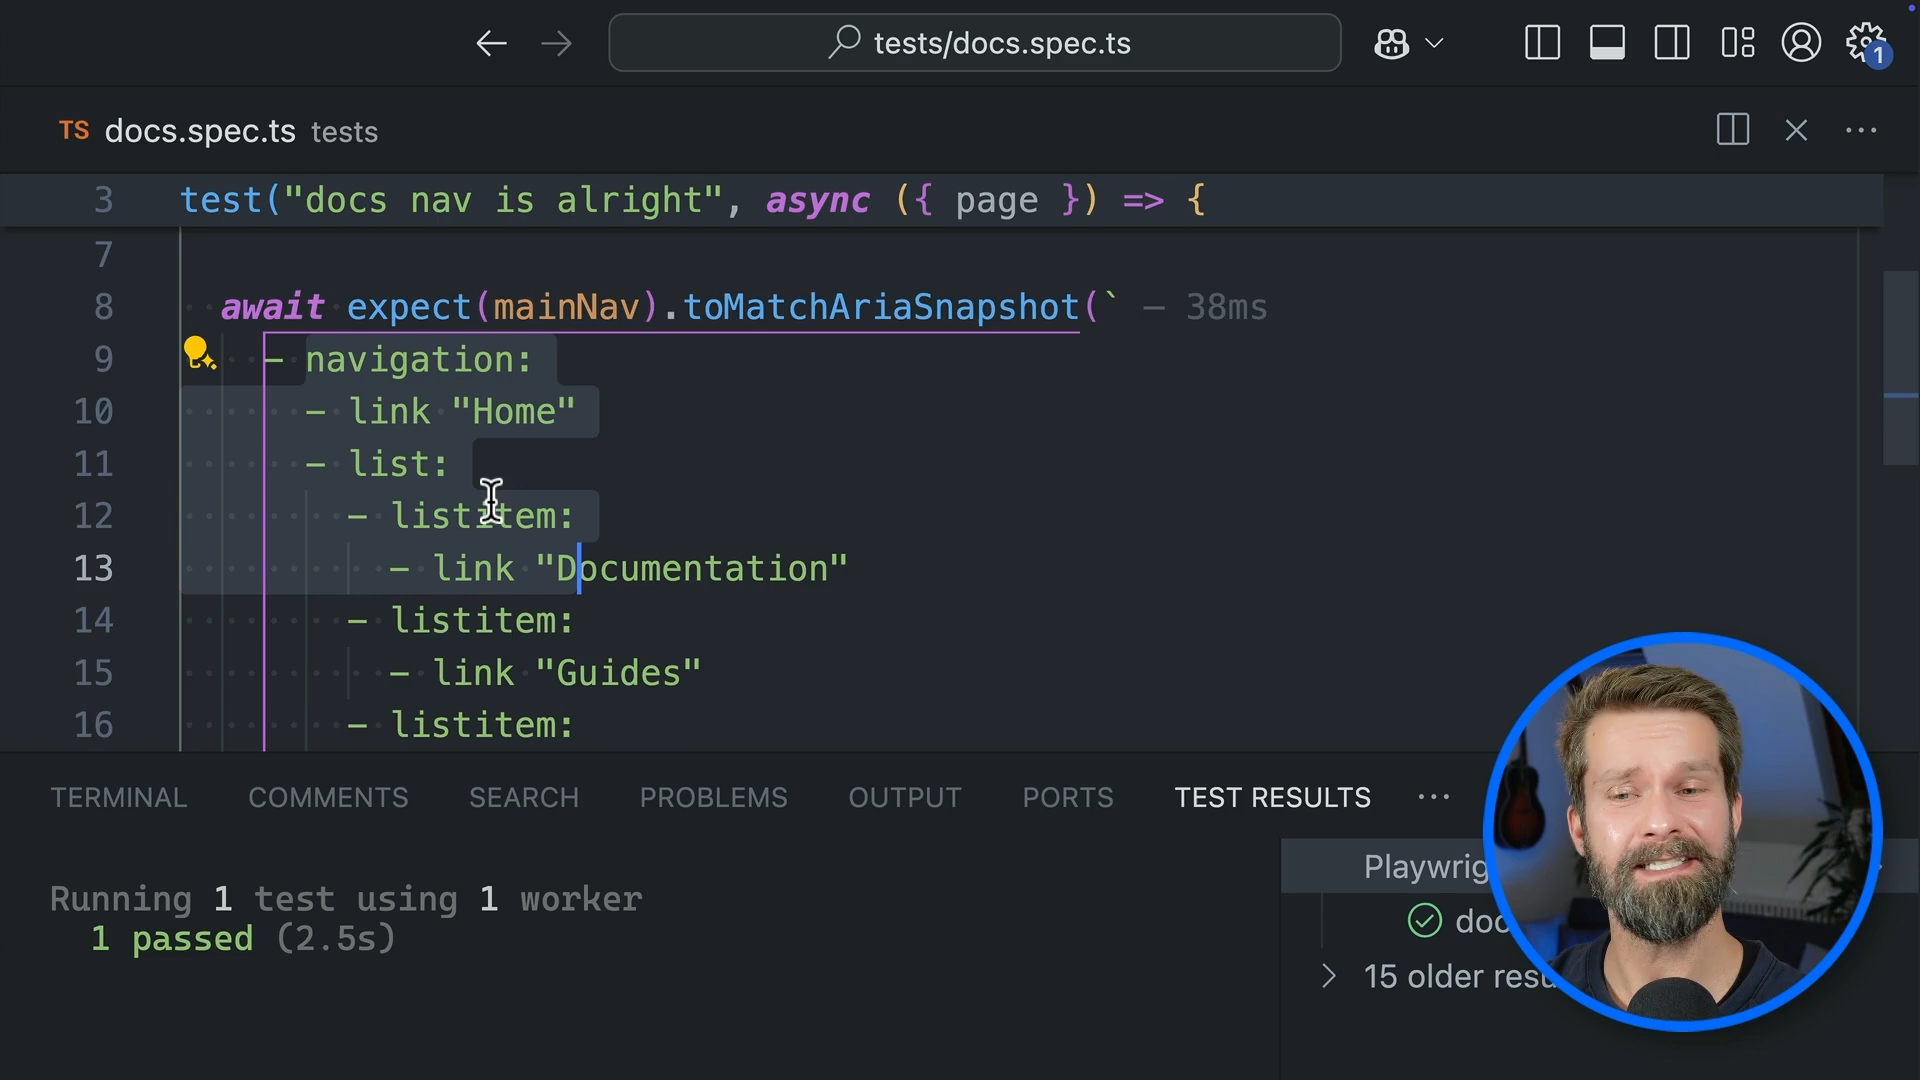 tests/docs.spec.ts
1
TS docs.spec.ts tests
3 test("docs nav is alright", async ({ page }) => {
7
8 await expect(mainNav).toMatchAriaSnapshot(` — 38ms
9 - navigation:
10 - link "Home"
11 - list:
12 - listitem:
13 - link "Documentation"
14 - listitem:
15 - link "Guides"
16 - listitem:
TERMINAL COMMENTS SEARCH PROBLEMS OUTPUT PORTS TEST RESULTS
Running 1 test using 1 worker
1 passed (2.5s)
Playwrig
doc
15 older resu